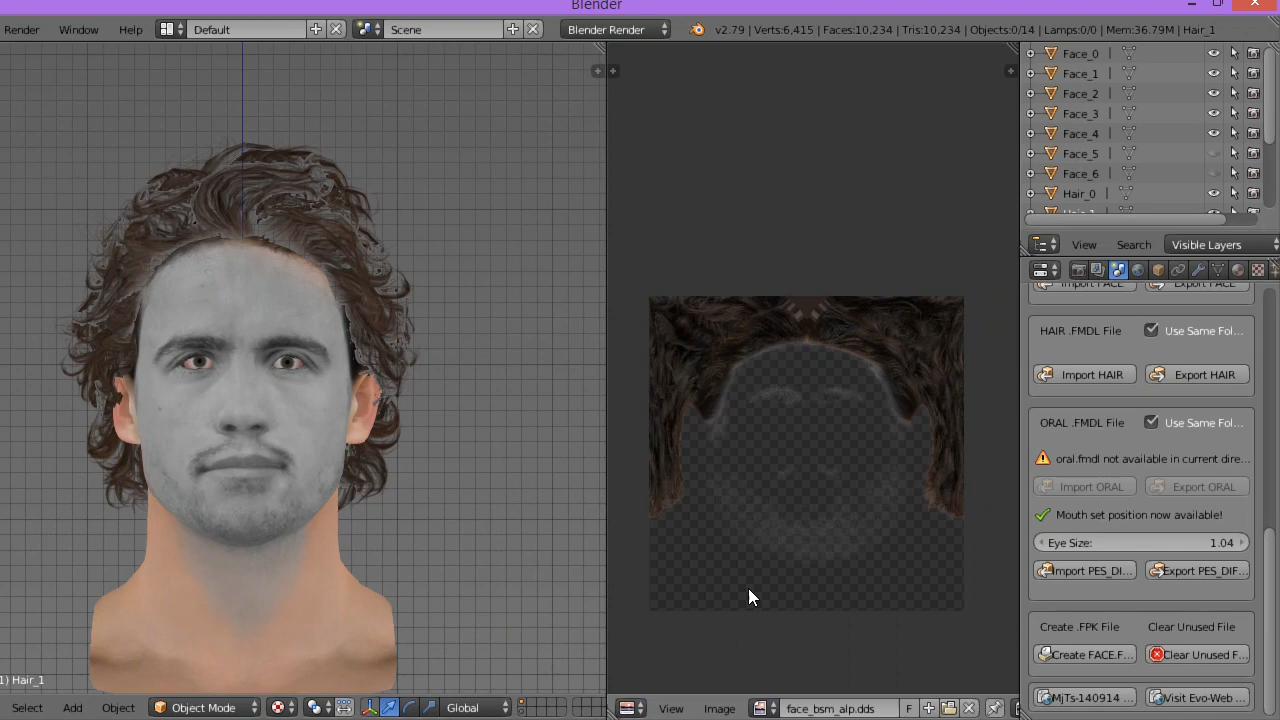 Blender
Render Window Help Default Scene Blender Render v2.79 | Verts:6,415 | Faces:10,234 | Tris:10,234 | Objects:0/14 | Lamps:0/0 | Mem:36.79M | Hair_1
Face_0
Face_1
Face_2
Face_3
Face_4
Face_5
Face_6
Hair_0
View Search Visible Layers
Import FACE Export FACE
HAIR .FMDL File Use Same Fol...
Import HAIR Export HAIR
ORAL .FMDL File Use Same Fol...
oral.fmdl not available in current dire...
Import ORAL Export ORAL
Mouth set position now available!
Eye Size: 1.04
Import PES_DI... Export PES_DIF...
Create .FPK File Clear Unused File
Create FACE.F... Clear Unused F...
MjTs-140914 ... Visit Evo-Web ...
1) Hair_1
Select Add Object Object Mode Global View Image face_bsm_alp.dds F